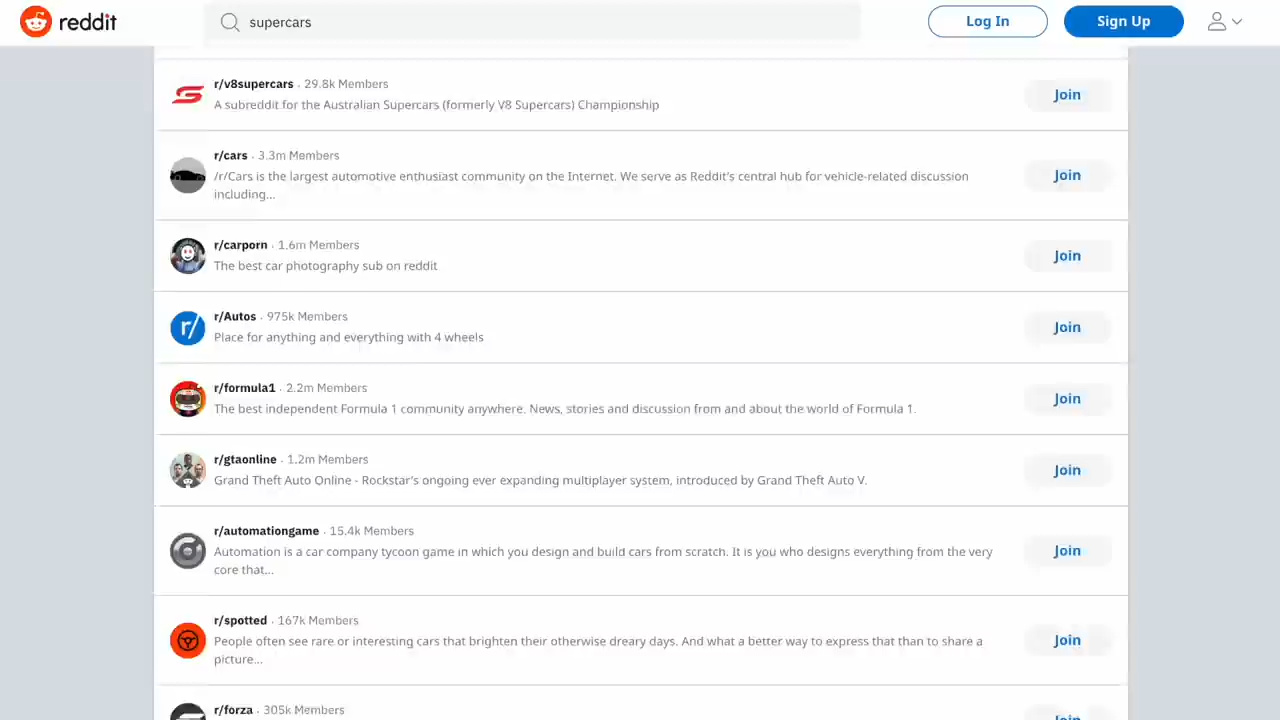 reddit
supercars
Log In
Sign Up
r/v8supercars · 29.8k Members
A subreddit for the Australian Supercars (formerly V8 Supercars) Championship
Join
r/cars · 3.3m Members
/r/Cars is the largest automotive enthusiast community on the Internet. We serve as Reddit's central hub for vehicle-related discussion
including...
Join
r/carporn · 1.6m Members
The best car photography sub on reddit
Join
r/
r/Autos · 975k Members
Place for anything and everything with 4 wheels
Join
r/formula1 · 2.2m Members
The best independent Formula 1 community anywhere. News, stories and discussion from and about the world of Formula 1.
Join
r/gtaonline · 1.2m Members
Grand Theft Auto Online - Rockstar's ongoing ever expanding multiplayer system, introduced by Grand Theft Auto V.
Join
r/automationgame · 15.4k Members
Automation is a car company tycoon game in which you design and build cars from scratch. It is you who designs everything from the very
core that...
Join
r/spotted · 167k Members
People often see rare or interesting cars that brighten their otherwise dreary days. And what a better way to express that than to share a
picture...
Join
r/forza · 305k Members
Join